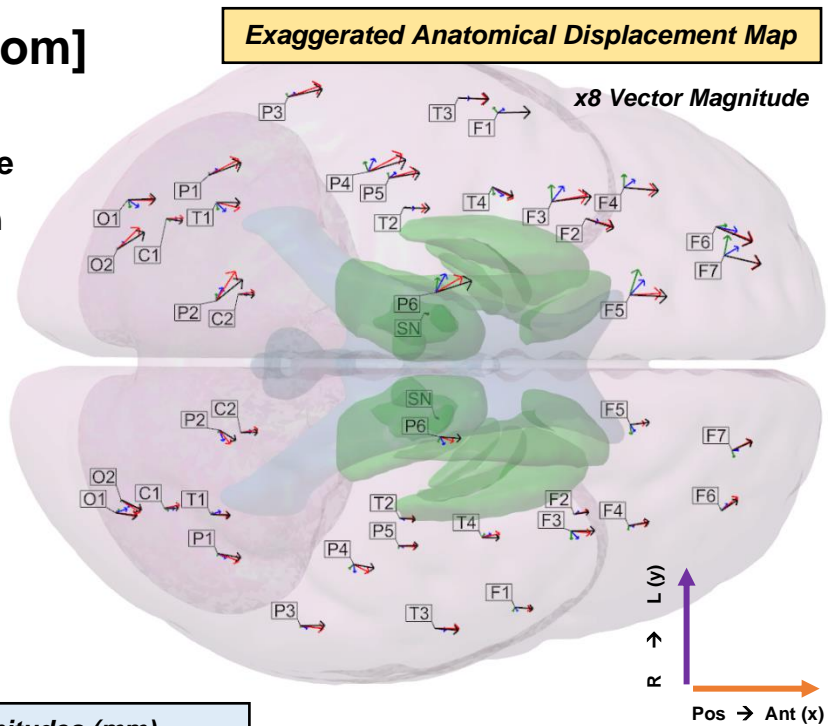 om]
Exaggerated Anatomical Displacement Map
x8 Vector Magnitude
e
P3
T3
F1
P1
P4
P5
O1
T1
T2
T4
F3
F4
F2
O2
C1
F6
F7
P2
C2
P6
F5
SN
SN
C2
P2
P6
F5
F7
O2
O1
C1
T1
T2
F2
F6
P5
T4
F3
F4
P1
P4
P3
T3
F1
R → L (y)
Pos → Ant (x)
nitudes (mm)